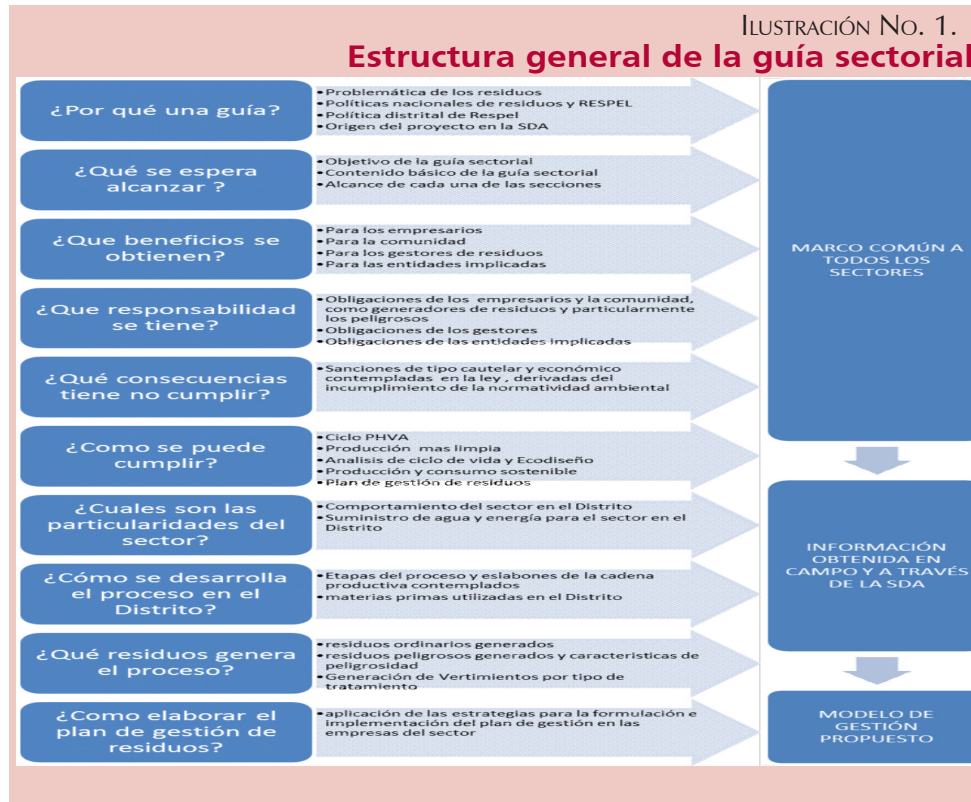 Ilustración No. 1.
Estructura general de la guía sectorial
¿Por qué una guía?
•Problemática de los residuos
•Políticas nacionales de residuos y RESPEL
•Política distrital de Respel
•Origen del proyecto en la SDA
¿Qué se espera
alcanzar ?
•Objetivo de la guía sectorial
•Contenido básico de la guía sectorial
•Alcance de cada una de las secciones
¿Que beneficios se
obtienen?
•Para los empresarios
•Para la comunidad
•Para los gestores de residuos
•Para las entidades implicadas
¿Que responsabilidad
se tiene?
•Obligaciones de los empresarios y la comunidad,
como generadores de residuos y particularmente
los peligrosos
•Obligaciones de los gestores
•Obligaciones de las entidades implicadas
¿Qué consecuencias
tiene no cumplir?
•Sanciones de tipo cautelar y económico
contempladas en la ley , derivadas del
incumplimiento de la normatividad ambiental
¿Como se puede
cumplir?
•Ciclo PHVA
•Producción mas limpia
•Analisis de ciclo de vida y Ecodiseño
•Producción y consumo sostenible
•Plan de gestión de residuos
¿Cuales son las
particularidades del
sector?
•Comportamiento del sector en el Distrito
•Suministro de agua y energía para el sector en el
Distrito
¿Cómo se desarrolla
el proceso en el
Distrito?
•Etapas del proceso y eslabones de la cadena
productiva contemplados
•materias primas utilizadas en el Distrito
¿Qué residuos genera
el proceso?
•residuos ordinarios generados
•residuos peligrosos generados y caracteristicas de
peligrosidad
•Generación de Vertimientos por tipo de
tratamiento
¿Como elaborar el
plan de gestión de
residuos?
•aplicación de las estrategias para la formulación e
implementación del plan de gestión en las
empresas del sector
MARCO COMÚN A
TODOS LOS
SECTORES
INFORMACIÓN
OBTENIDA EN
CAMPO Y A TRAVÉS
DE LA SDA
MODELO DE
GESTIÓN
PROPUESTO